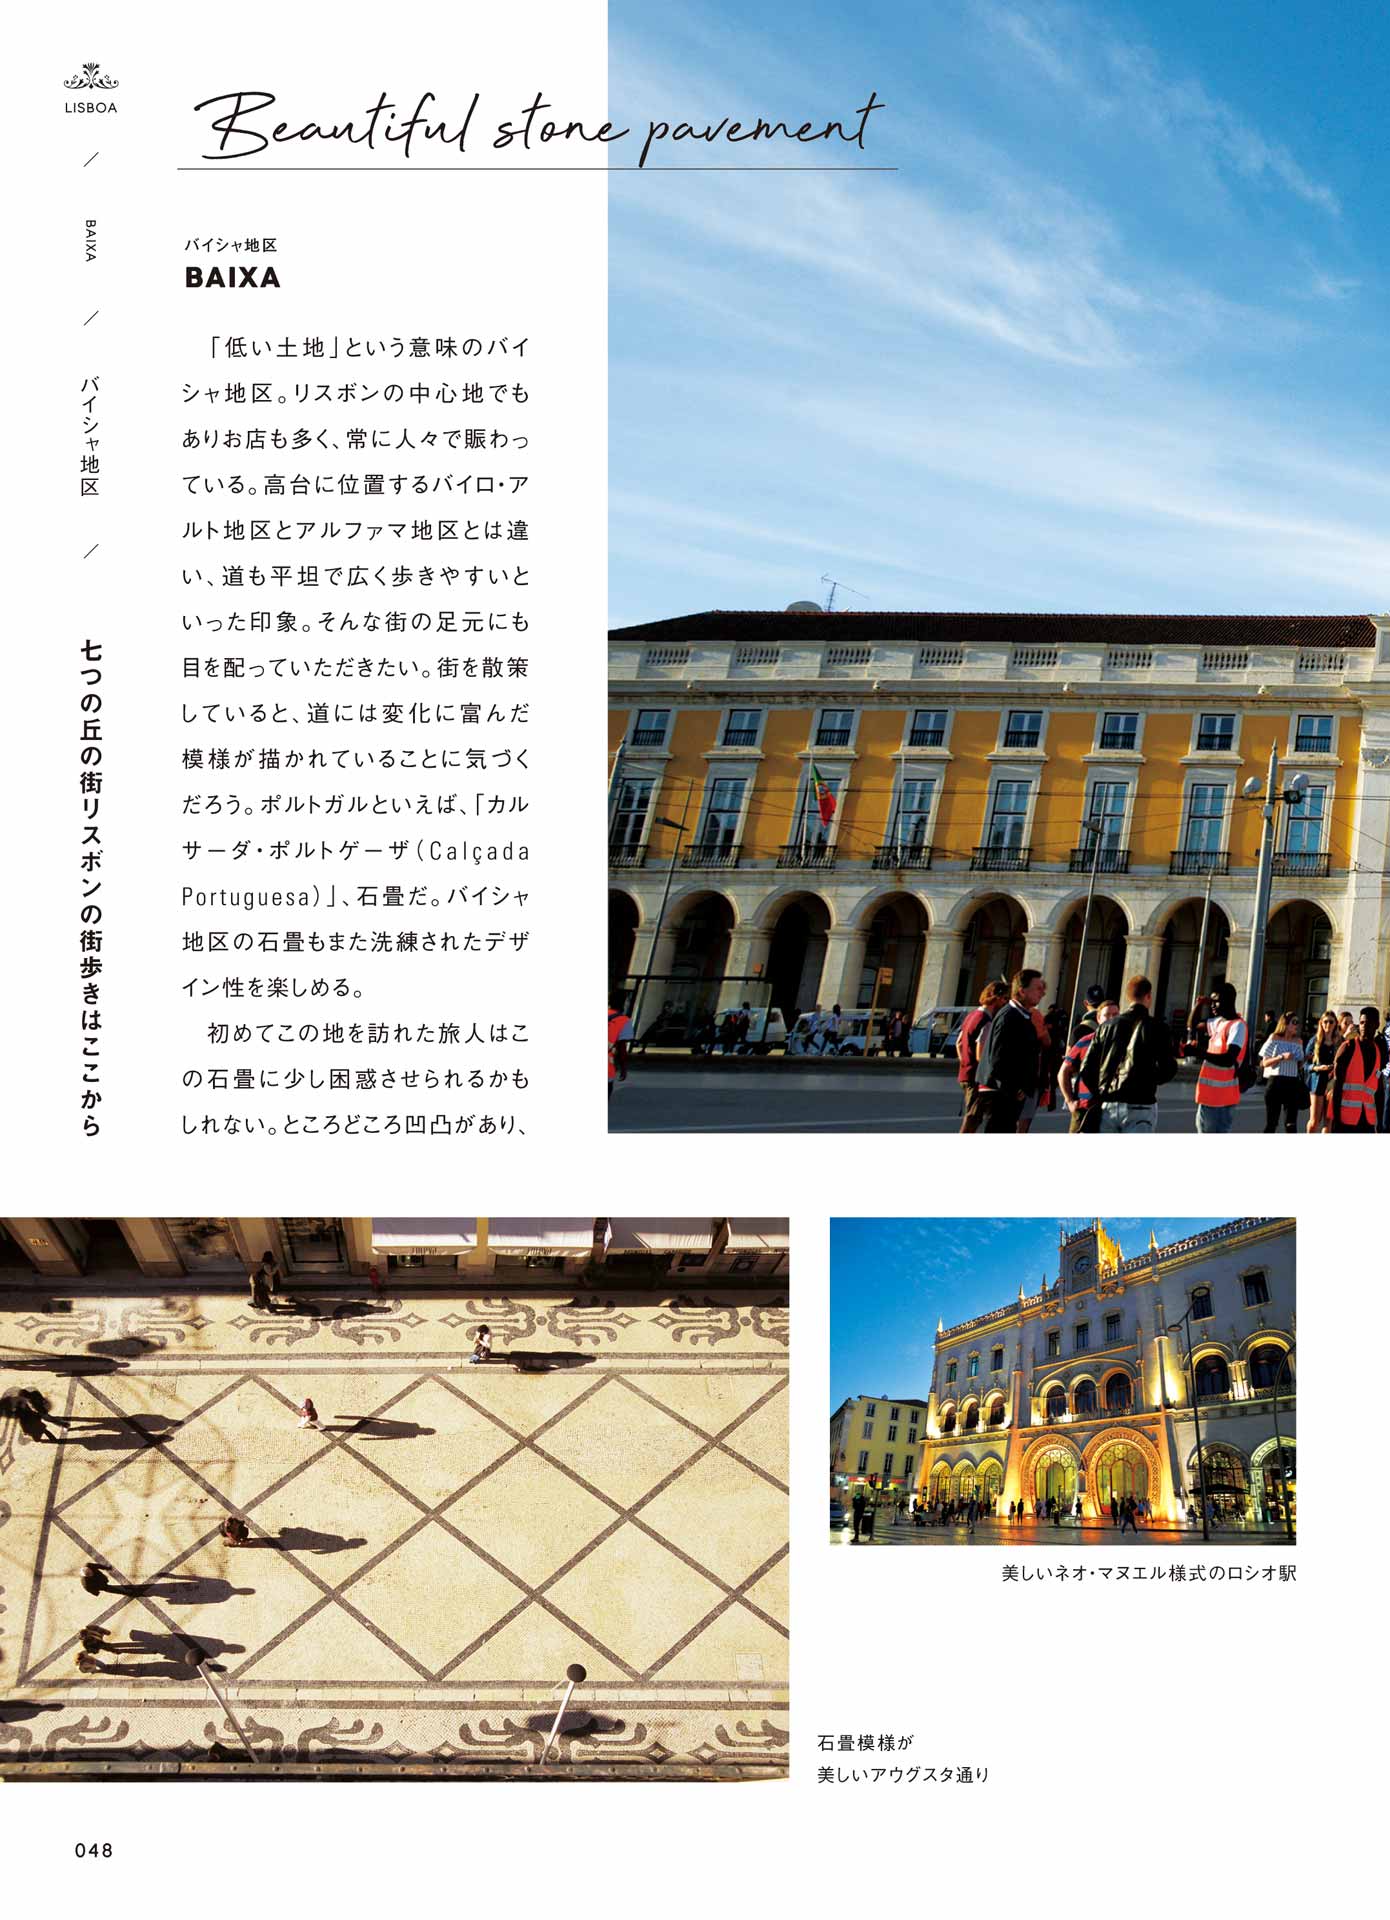 LISBOA
BAIXA
バイシャ地区
七つの丘の街リスボンの街歩きはここから
Beautiful stone pavement
バイシャ地区
BAIXA
「低い土地」という意味のバイ
シャ地区。リスボンの中心地でも
ありお店も多く、常に人々で賑わっ
ている。高台に位置するバイロ・ア
ルト地区とアルファマ地区とは違
い、道も平坦で広く歩きやすいと
いった印象。そんな街の足元にも
目を配っていただきたい。街を散策
していると、道には変化に富んだ
模様が描かれていることに気づく
だろう。ポルトガルといえば、「カル
サーダ・ポルトゲーザ(Calçada
Portuguesa)」、石畳だ。バイシャ
地区の石畳もまた洗練されたデザ
イン性を楽しめる。
初めてこの地を訪れた旅人はこ
の石畳に少し困惑させられるかも
しれない。ところどころ凹凸があり、
美しいネオ・マヌエル様式のロシオ駅
石畳模様が
美しいアウグスタ通り
048